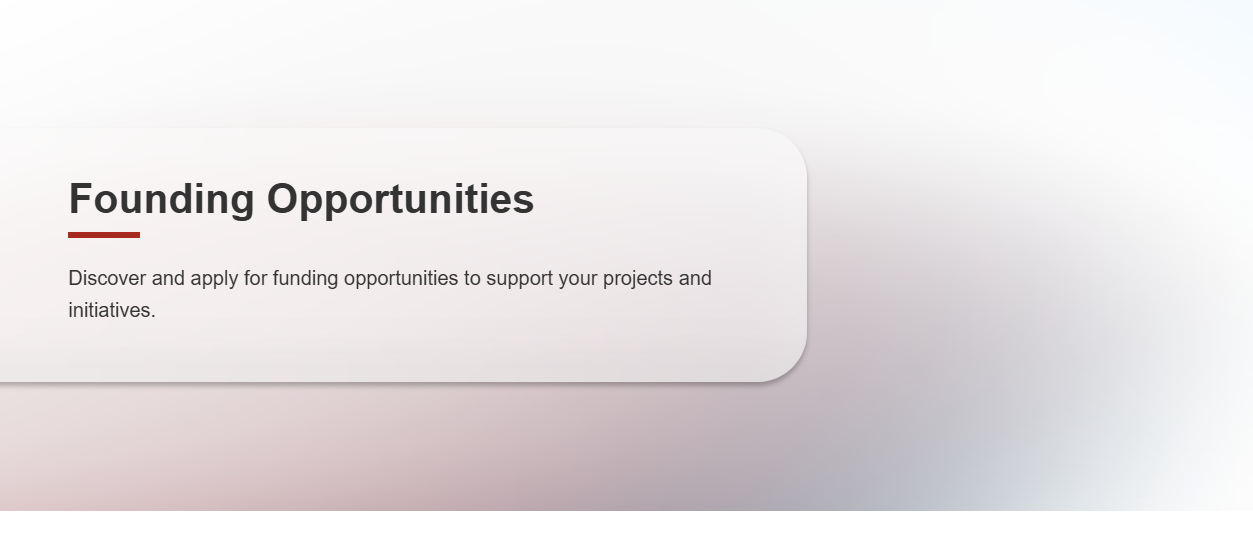 Founding Opportunities
Discover and apply for funding opportunities to support your projects and
initiatives.